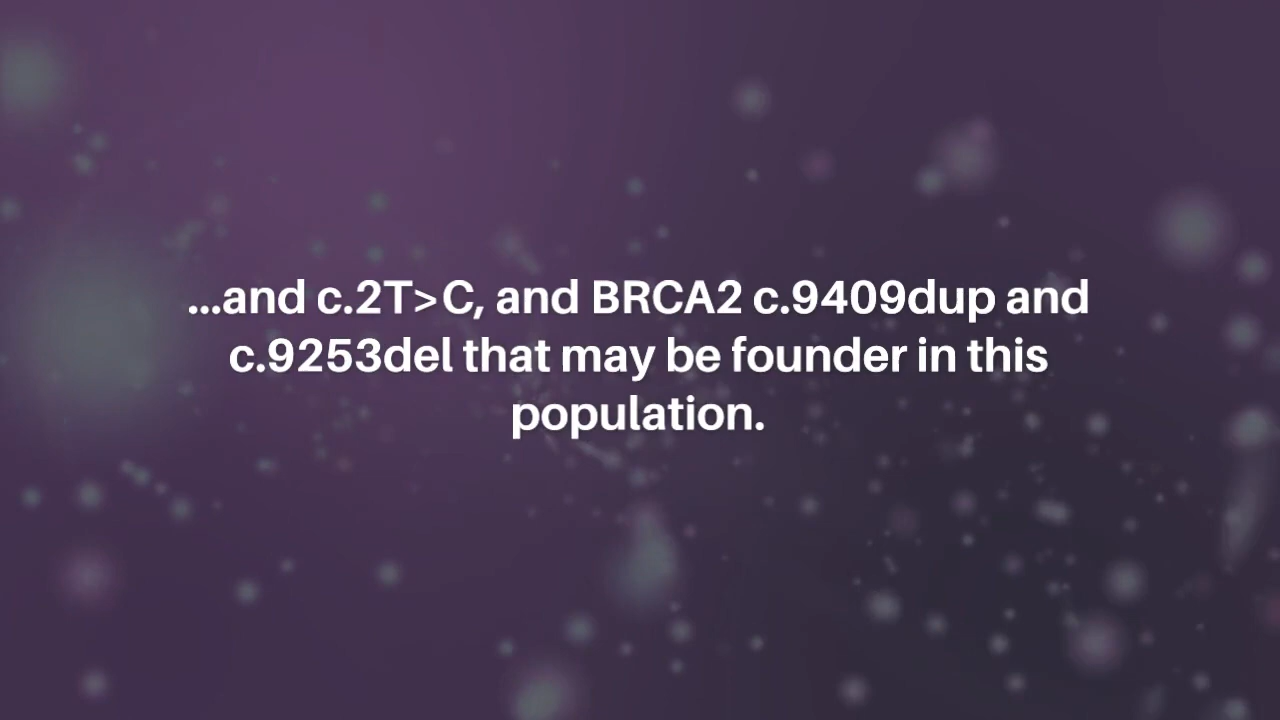 ...and c.2T>C, and BRCA2 c.9409dup and
c.9253del that may be founder in this
population.